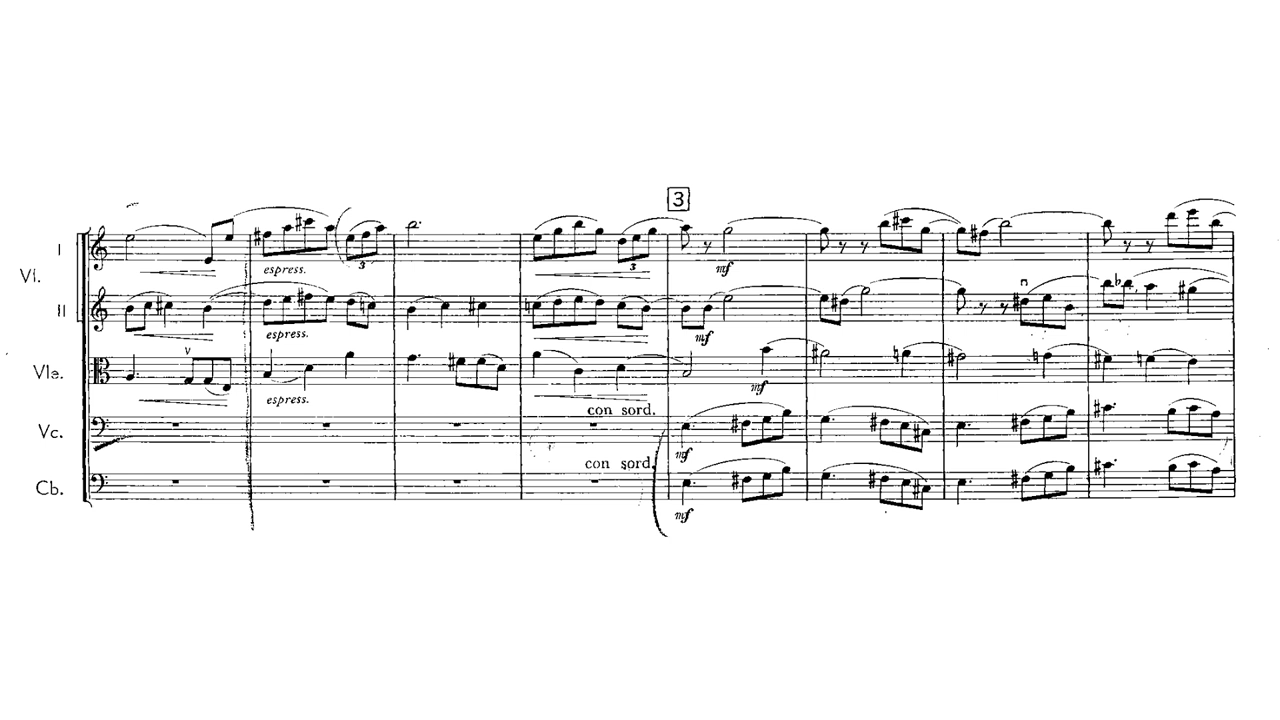 3
I
Vl.
espress.
3
3
mf
II
espress.
mf
Vla.
V
espress.
mf
con sord.
Vc.
mf
con sord.
Cb.
mf